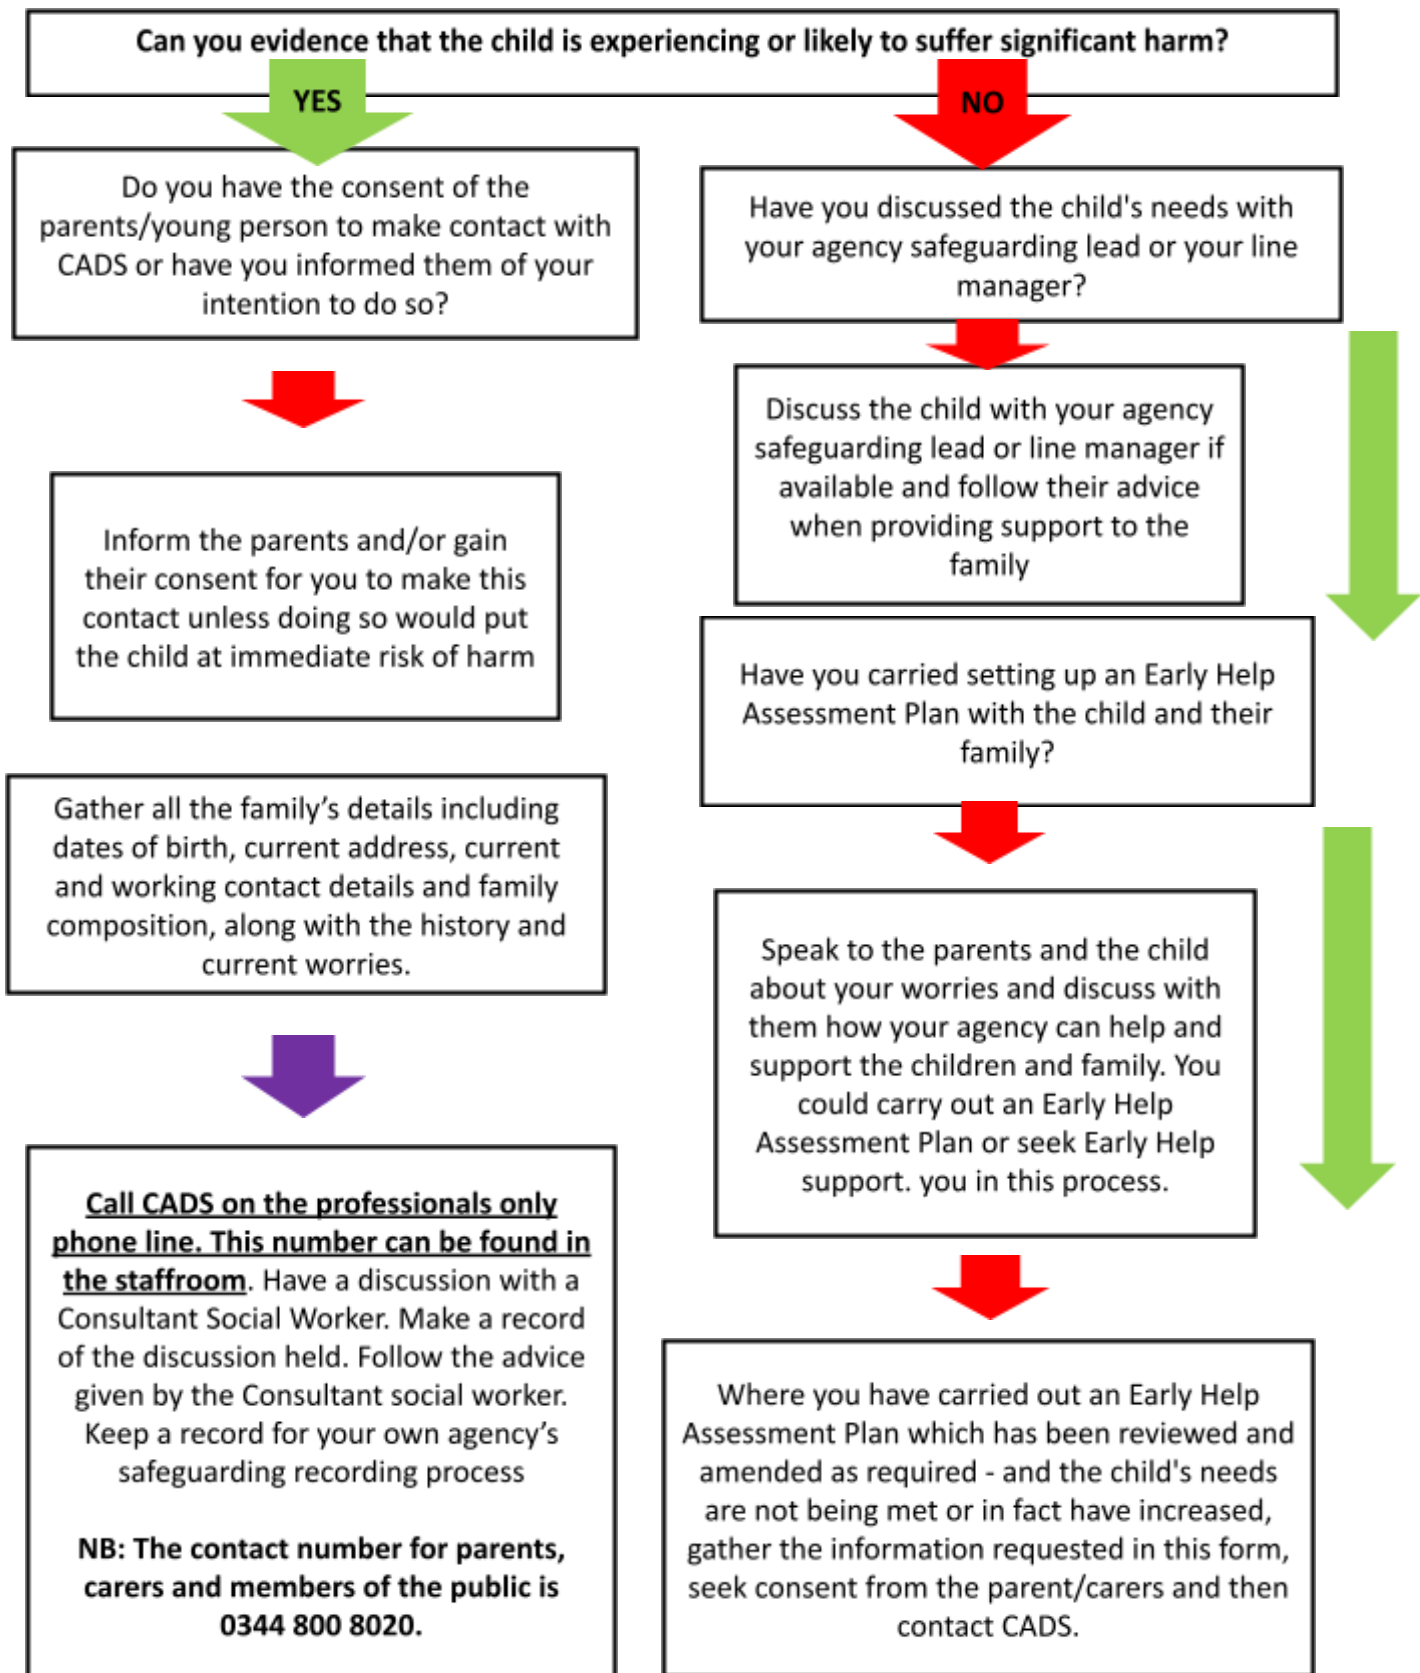 Can you evidence that the child is experiencing or likely to suffer significant harm?
YES
NO
Do you have the consent of the
parents/young person to make contact with
CADS or have you informed them of your
intention to do so?
Inform the parents and/or gain
their consent for you to make this
contact unless doing so would put
the child at immediate risk of harm
Gather all the family’s details including
dates of birth, current address, current
and working contact details and family
composition, along with the history and
current worries.
Call CADS on the professionals only
phone line. This number can be found in
the staffroom. Have a discussion with a
Consultant Social Worker. Make a record
of the discussion held. Follow the advice
given by the Consultant social worker.
Keep a record for your own agency’s
safeguarding recording process
NB: The contact number for parents,
carers and members of the public is
0344 800 8020.
Have you discussed the child's needs with
your agency safeguarding lead or your line
manager?
Discuss the child with your agency
safeguarding lead or line manager if
available and follow their advice
when providing support to the
family
Have you carried setting up an Early Help
Assessment Plan with the child and their
family?
Speak to the parents and the child
about your worries and discuss with
them how your agency can help and
support the children and family. You
could carry out an Early Help
Assessment Plan or seek Early Help
support. you in this process.
Where you have carried out an Early Help
Assessment Plan which has been reviewed and
amended as required - and the child's needs
are not being met or in fact have increased,
gather the information requested in this form,
seek consent from the parent/carers and then
contact CADS.